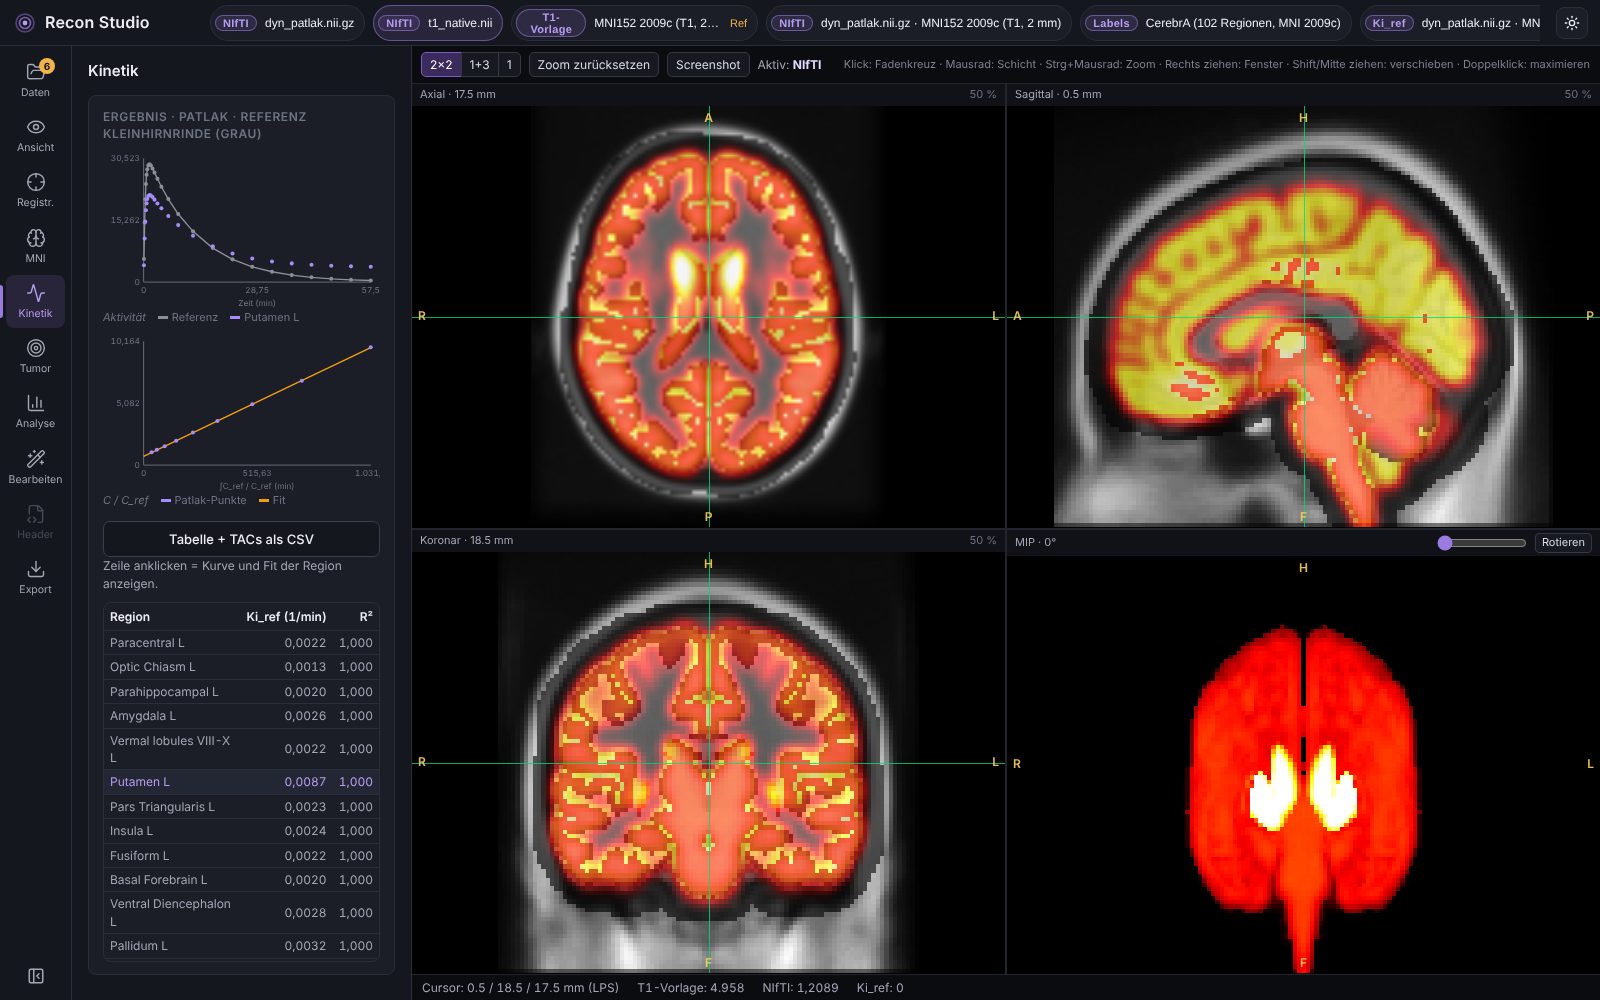 Recon Studio
NIfTI dyn_patlak.nii.gz
NIfTI t1_native.nii
T1-Vorlage MNI152 2009c (T1, 2... Ref
NIfTI dyn_patlak.nii.gz · MNI152 2009c (T1, 2 mm)
Labels CerebrA (102 Regionen, MNI 2009c)
Ki_ref dyn_patlak.nii.gz · MN
6
Daten
Ansicht
Registr.
MNI
Kinetik
Tumor
Analyse
Bearbeiten
Header
Export
Kinetik
ERGEBNIS · PATLAK · REFERENZ
KLEINHIRNRINDE (GRAU)
30,523
15,262
0
0 28,75 57,5
Zeit (min)
Aktivität Referenz Putamen L
10,164
5,082
0
0 515,63 1.031,
∫C_ref / C_ref (min)
C / C_ref Patlak-Punkte Fit
Tabelle + TACs als CSV
Zeile anklicken = Kurve und Fit der Region
anzeigen.
Region Ki_ref (1/min) R²
Paracentral L 0,0022 1,000
Optic Chiasm L 0,0013 1,000
Parahippocampal L 0,0020 1,000
Amygdala L 0,0026 1,000
Vermal lobules VIII-X
L 0,0022 1,000
Putamen L 0,0087 1,000
Pars Triangularis L 0,0023 1,000
Insula L 0,0024 1,000
Fusiform L 0,0022 1,000
Basal Forebrain L 0,0020 1,000
Ventral Diencephalon
L 0,0028 1,000
Pallidum L 0,0032 1,000
2×2 1+3 1 Zoom zurücksetzen Screenshot Aktiv: NIfTI Klick: Fadenkreuz · Mausrad: Schicht · Strg+Mausrad: Zoom · Rechts ziehen: Fenster · Shift/Mitte ziehen: verschieben · Doppelklick: maximieren
Axial · 17.5 mm 50 %
A
R L
P
Sagittal · 0.5 mm 50 %
H
A P
F
Koronar · 18.5 mm 50 %
H
R L
F
MIP · 0° Rotieren
H
R L
F
Cursor: 0.5 / 18.5 / 17.5 mm (LPS) T1-Vorlage: 4.958 NIfTI: 1,2089 Ki_ref: 0